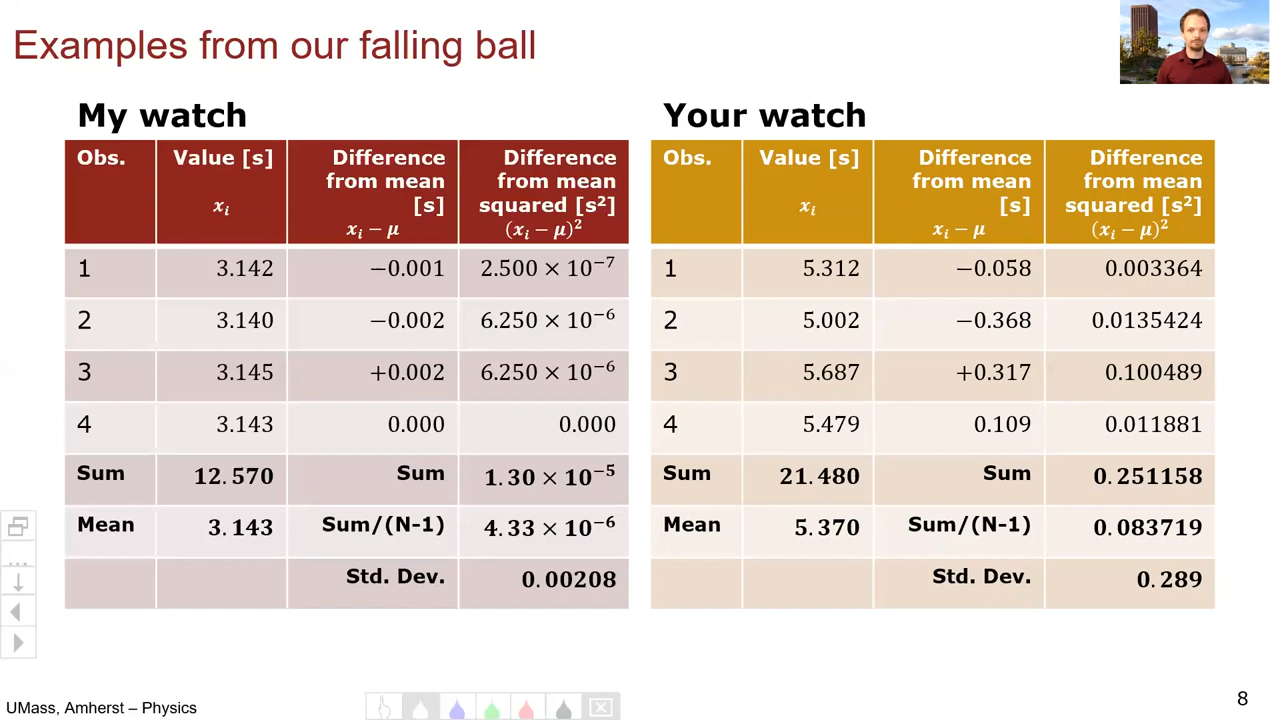 Examples from our falling ball
My watch
Obs. Value [s] Difference Difference
from mean from mean
[s] squared [s²]
xᵢ xᵢ − μ (xᵢ − μ)²
1 3.142 −0.001 2.500 × 10⁻⁷
2 3.140 −0.002 6.250 × 10⁻⁶
3 3.145 +0.002 6.250 × 10⁻⁶
4 3.143 0.000 0.000
Sum 12.570 Sum 1.30 × 10⁻⁵
Mean 3.143 Sum/(N-1) 4.33 × 10⁻⁶
Std. Dev. 0.00208
Your watch
Obs. Value [s] Difference Difference
from mean from mean
[s] squared [s²]
xᵢ xᵢ − μ (xᵢ − μ)²
1 5.312 −0.058 0.003364
2 5.002 −0.368 0.0135424
3 5.687 +0.317 0.100489
4 5.479 0.109 0.011881
Sum 21.480 Sum 0.251158
Mean 5.370 Sum/(N-1) 0.083719
Std. Dev. 0.289
UMass, Amherst – Physics
8